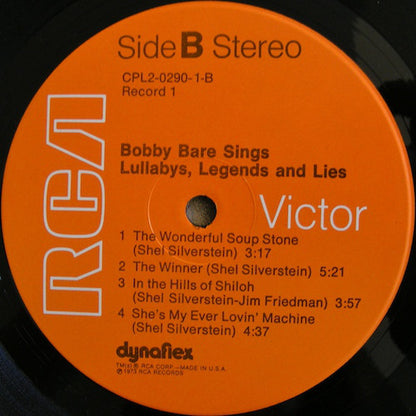 Side B Stereo
CPL2-0290-1-B
Record 1
Bobby Bare Sings
Lullabys, Legends and Lies
RCA
Victor
1 The Wonderful Soup Stone
(Shel Silverstein) 3:17
2 The Winner (Shel Silverstein) 5:21
3 In the Hills of Shiloh
(Shel Silverstein-Jim Friedman) 3:57
4 She's My Ever Lovin' Machine
(Shel Silverstein) 4:37
dynaflex
TM(s) ® RCA CORP.—MADE IN U.S.A.
℗ 1973 RCA RECORDS